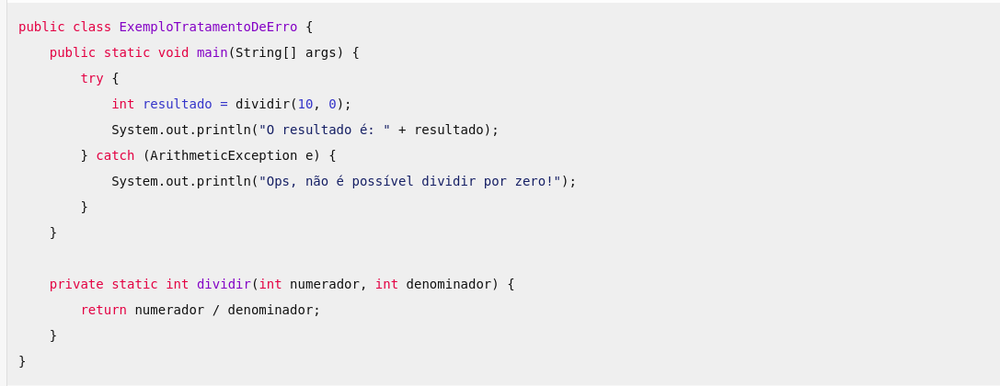 public class ExemploTratamentoDeErro {
    public static void main(String[] args) {
        try {
            int resultado = dividir(10, 0);
            System.out.println("O resultado é: " + resultado);
        } catch (ArithmeticException e) {
            System.out.println("Ops, não é possível dividir por zero!");
        }
    }

    private static int dividir(int numerador, int denominador) {
        return numerador / denominador;
    }
}